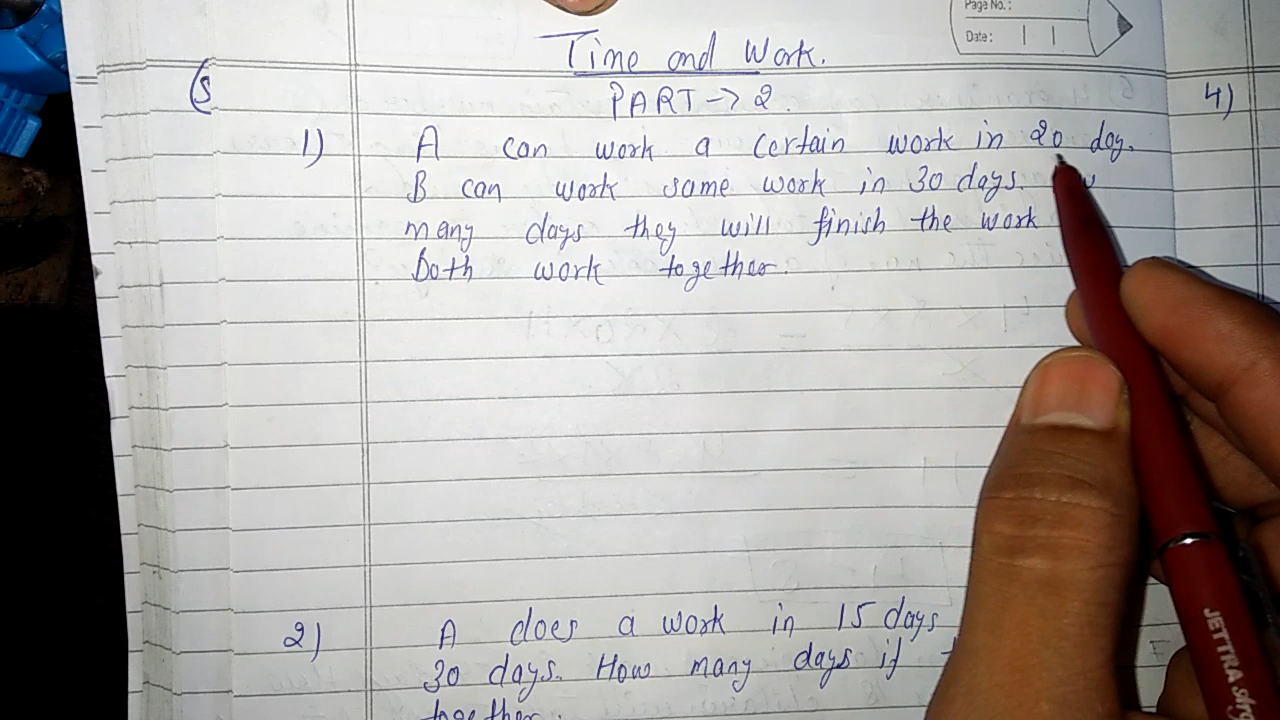 Page No.:
Date:
Time and Work.
PART → 2.
4)
1) A can work a certain work in 20 day.
B can work same work in 30 days.
many days they will finish the work
both work together.
2) A does a work in 15 days
30 days. How many days if
together.
JETTRA